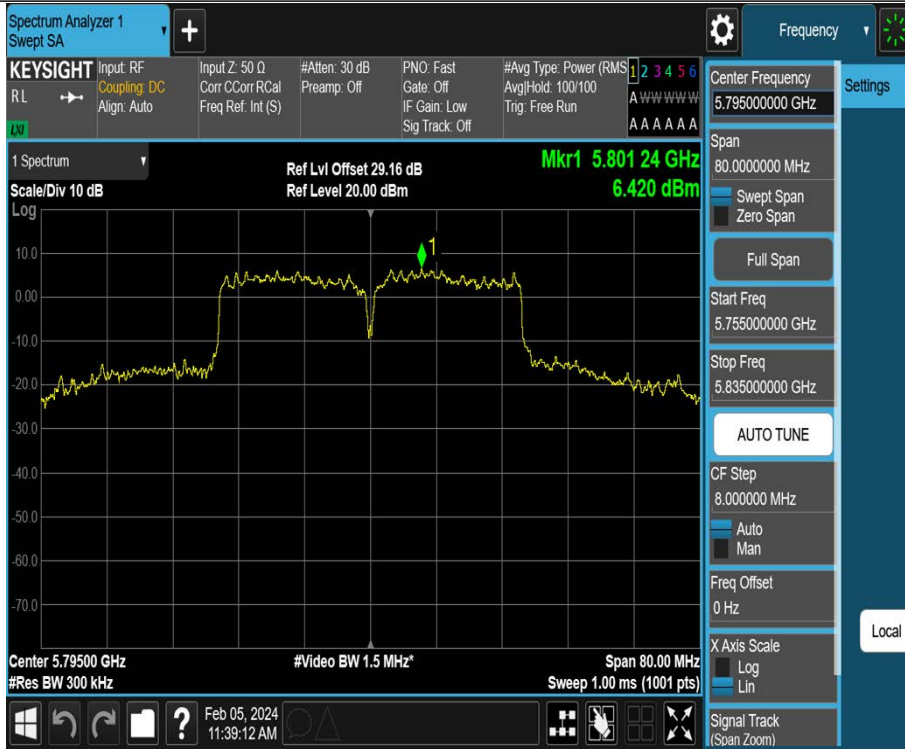 Spectrum Analyzer 1
Swept SA
+
Frequency
KEYSIGHT
R L
LXI
Input: RF
Coupling: DC
Align: Auto
Input Z: 50 Ω
Corr CCorr RCal
Freq Ref: Int (S)
#Atten: 30 dB
Preamp: Off
PNO: Fast
Gate: Off
IF Gain: Low
Sig Track: Off
#Avg Type: Power (RMS
Avg|Hold: 100/100
Trig: Free Run
1 2 3 4 5 6
A W W W W W
A A A A A A
Center Frequency
5.795000000 GHz
Settings
Span
80.0000000 MHz
Swept Span
Zero Span
Full Span
Start Freq
5.755000000 GHz
Stop Freq
5.835000000 GHz
AUTO TUNE
CF Step
8.000000 MHz
Auto
Man
Freq Offset
0 Hz
X Axis Scale
Log
Lin
Signal Track
(Span Zoom)
Local
1 Spectrum
Scale/Div 10 dB
Log
Ref Lvl Offset 29.16 dB
Ref Level 20.00 dBm
Mkr1 5.801 24 GHz
6.420 dBm
1
10.0
0.00
-10.0
-20.0
-30.0
-40.0
-50.0
-60.0
-70.0
Center 5.79500 GHz
#Res BW 300 kHz
#Video BW 1.5 MHz*
Span 80.00 MHz
Sweep 1.00 ms (1001 pts)
?
Feb 05, 2024
11:39:12 AM